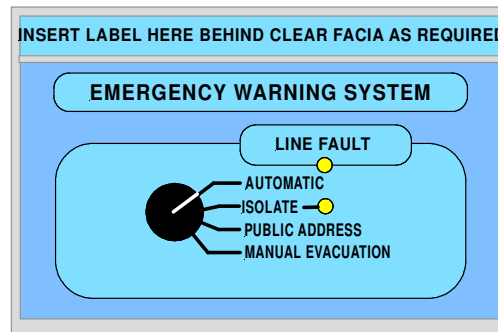 INSERT LABEL HERE BEHIND CLEAR FACIA AS REQUIRED
EMERGENCY WARNING SYSTEM
LINE FAULT
AUTOMATIC
ISOLATE
PUBLIC ADDRESS
MANUAL EVACUATION